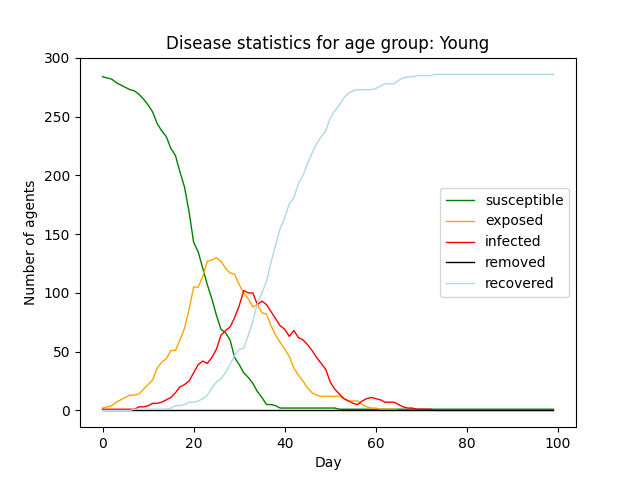 Disease statistics for age group: Young
Number of agents
300
250
200
150
100
50
0
susceptible
exposed
infected
removed
recovered
0 20 40 60 80 100
Day